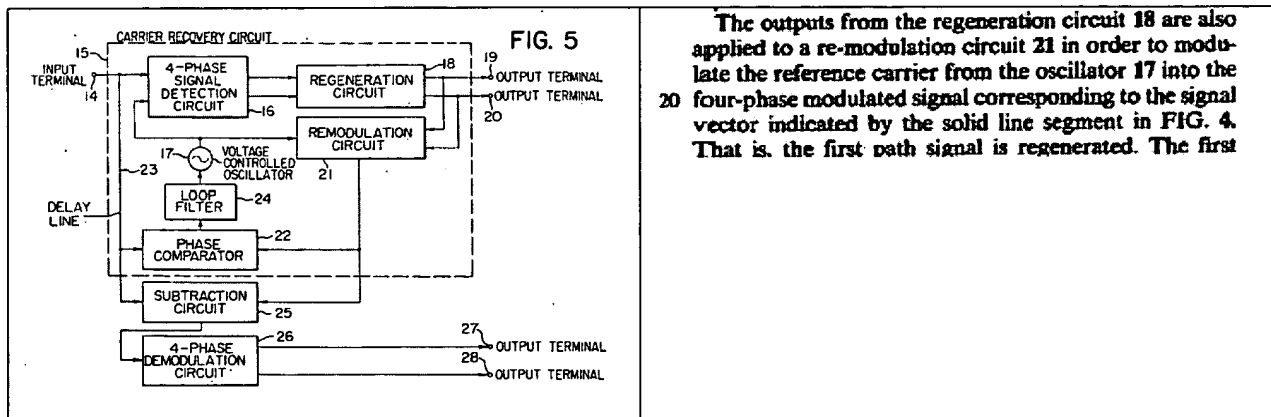 CARRIER RECOVERY CIRCUIT
FIG. 5
15
INPUT
TERMINAL
14
4-PHASE
SIGNAL
DETECTION
CIRCUIT
16
REGENERATION
CIRCUIT
18
19
OUTPUT TERMINAL
OUTPUT TERMINAL
20
REMODULATION
CIRCUIT
21
17
VOLTAGE
CONTROLLED
OSCILLATOR
23
LOOP
FILTER
24
DELAY
LINE
PHASE
COMPARATOR
22
SUBTRACTION
CIRCUIT
25
4-PHASE
DEMODULATION
CIRCUIT
26
27
OUTPUT TERMINAL
28
OUTPUT TERMINAL
The outputs from the regeneration circuit 18 are also
applied to a re-modulation circuit 21 in order to modu-
late the reference carrier from the oscillator 17 into the
20 four-phase modulated signal corresponding to the signal
vector indicated by the solid line segment in FIG. 4.
That is, the first path signal is regenerated. The first